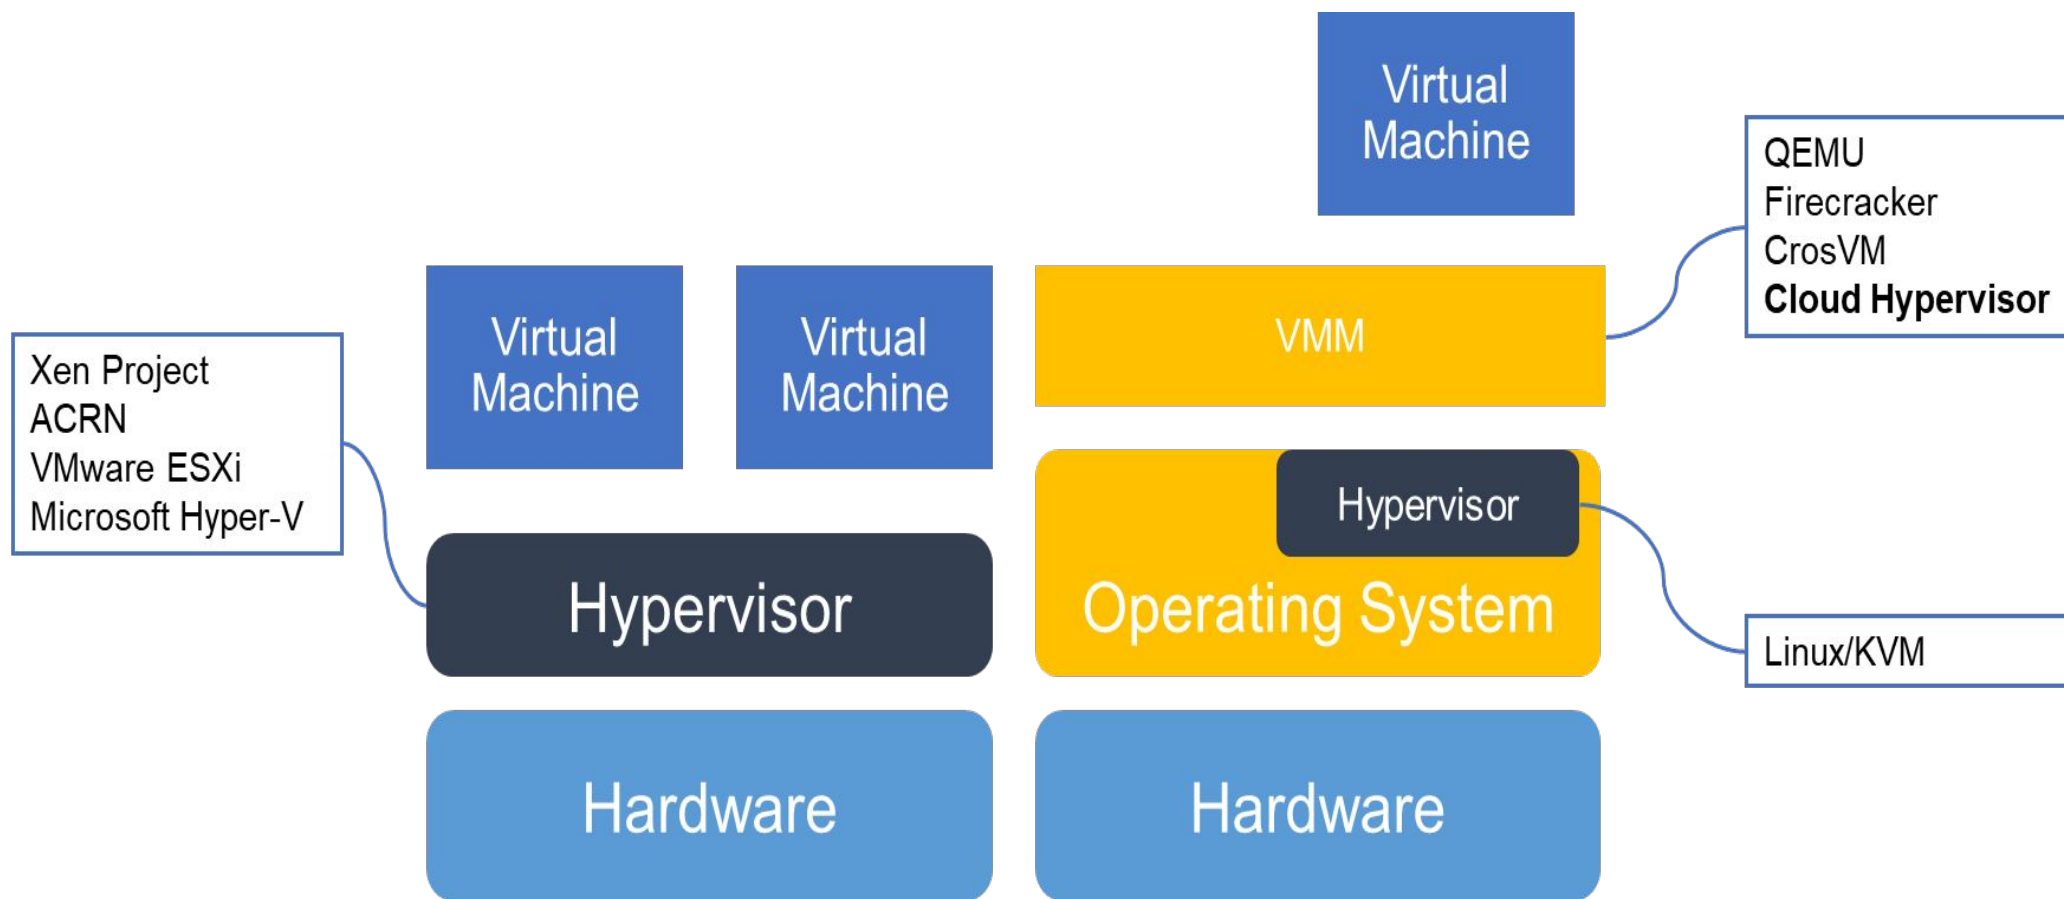 Virtual
Machine
QEMU
Firecracker
CrosVM
Cloud Hypervisor
Xen Project
ACRN
VMware ESXi
Microsoft Hyper-V
Virtual
Machine
Virtual
Machine
VMM
Hypervisor
Hypervisor
Operating System
Linux/KVM
Hardware
Hardware